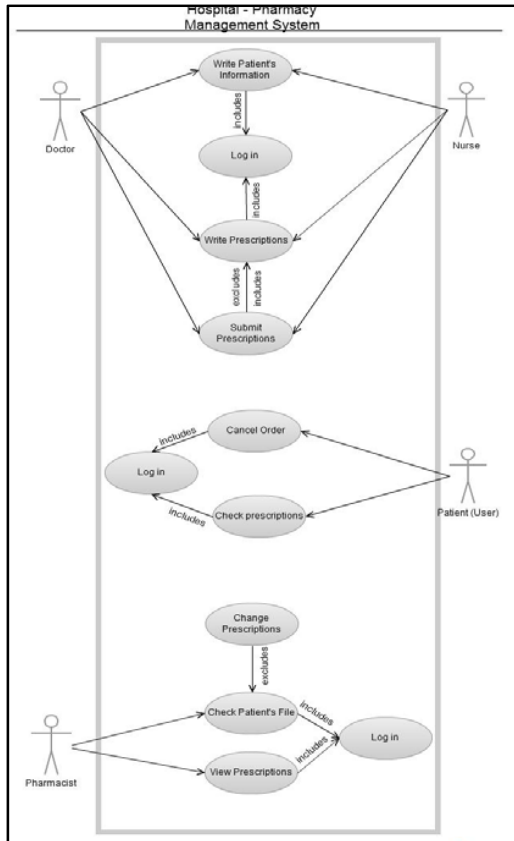 Hospital - Pharmacy
Management System
Write Patient's
Information
includes
Doctor
Nurse
Log in
includes
Write Prescriptions
excludes
includes
Submit
Prescriptions
Cancel Order
includes
Log in
Patient (User)
includes
Check prescriptions
Change
Prescriptions
excludes
Check Patient's File
includes
Log in
includes
View Prescriptions
Pharmacist